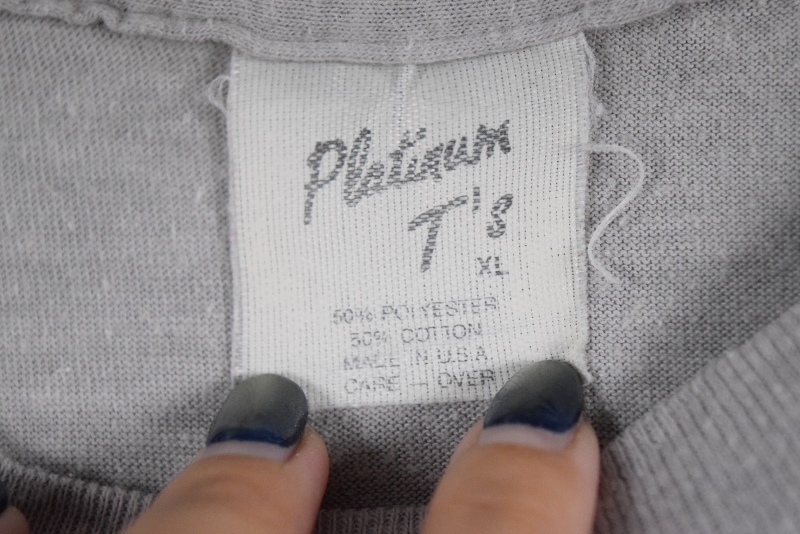 Platinum
T's
XL
50% POLYESTER
50% COTTON
MADE IN U.S.A.
CARE — OVER